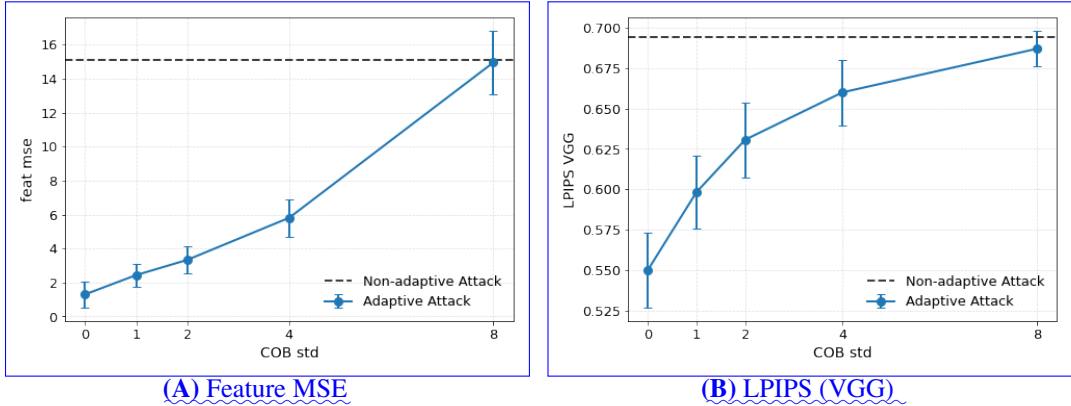 16
14
12
10
8
6
4
2
0
feat mse
Non-adaptive Attack
Adaptive Attack
0 1 2 4 8
COB std
(A) Feature MSE
0.700
0.675
0.650
0.625
0.600
0.575
0.550
0.525
LPIPS VGG
Non-adaptive Attack
Adaptive Attack
0 1 2 4 8
COB std
(B) LPIPS (VGG)